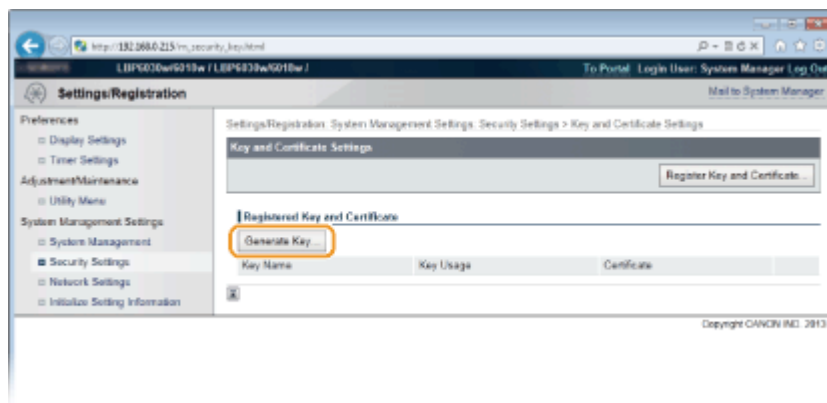 http://192.168.0.215/m_security_key.html
LBP6030w/6018w / LBP6030w/6018w /
To Portal Login User: System Manager Log Out
Settings/Registration
Mail to System Manager
Preferences
Display Settings
Timer Settings
Adjustment/Maintenance
Utility Menu
System Management Settings
System Management
Security Settings
Network Settings
Initialize Setting Information
Settings/Registration: System Management Settings: Security Settings > Key and Certificate Settings
Key and Certificate Settings
Register Key and Certificate...
Registered Key and Certificate
Generate Key...
Key Name Key Usage Certificate
Copyright CANON INC. 2013